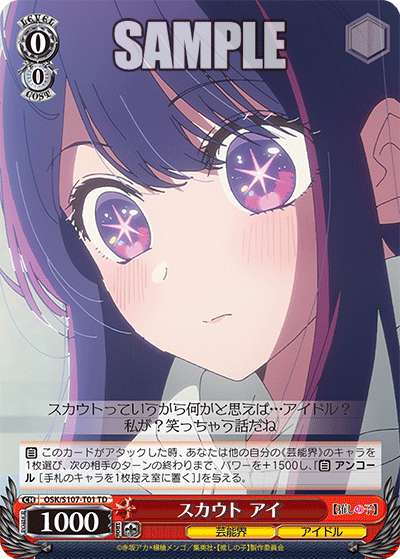 LEVEL
0
0
COST
SAMPLE
スカウトっていうから何かと思えば…アイドル?
私が?笑っちゃう話だね
【自】 このカードがアタックした時、あなたは他の自分の《芸能界》のキャラを
1枚選び、次の相手のターンの終わりまで、パワーを+1500し、『【自】 アンコール
［手札のキャラを1枚控え室に置く］』を与える。
CH OSK/S107-T01 TD
1000
スカウト アイ
【推しの子】
芸能界
アイドル
©赤坂アカ×横槍メンゴ/集英社・【推しの子】製作委員会